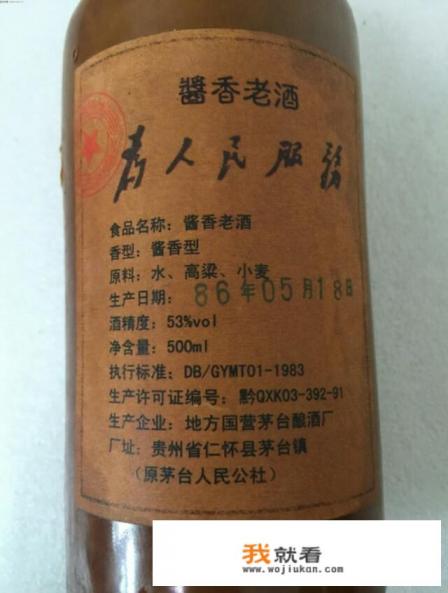 醬香老酒
为人民服务
食品名称：酱香老酒
香型：酱香型
原料：水、高粱、小麦
生产日期：86年05月18日
酒精度：53%vol
净含量：500ml
执行标准：DB/GYMT01-1983
生产许可证编号：黔QXK03-392-91
生产企业：地方国营茅台酿酒厂
厂址：贵州省仁怀县茅台镇
（原茅台人民公社）
我就看
www.wojiukan.com